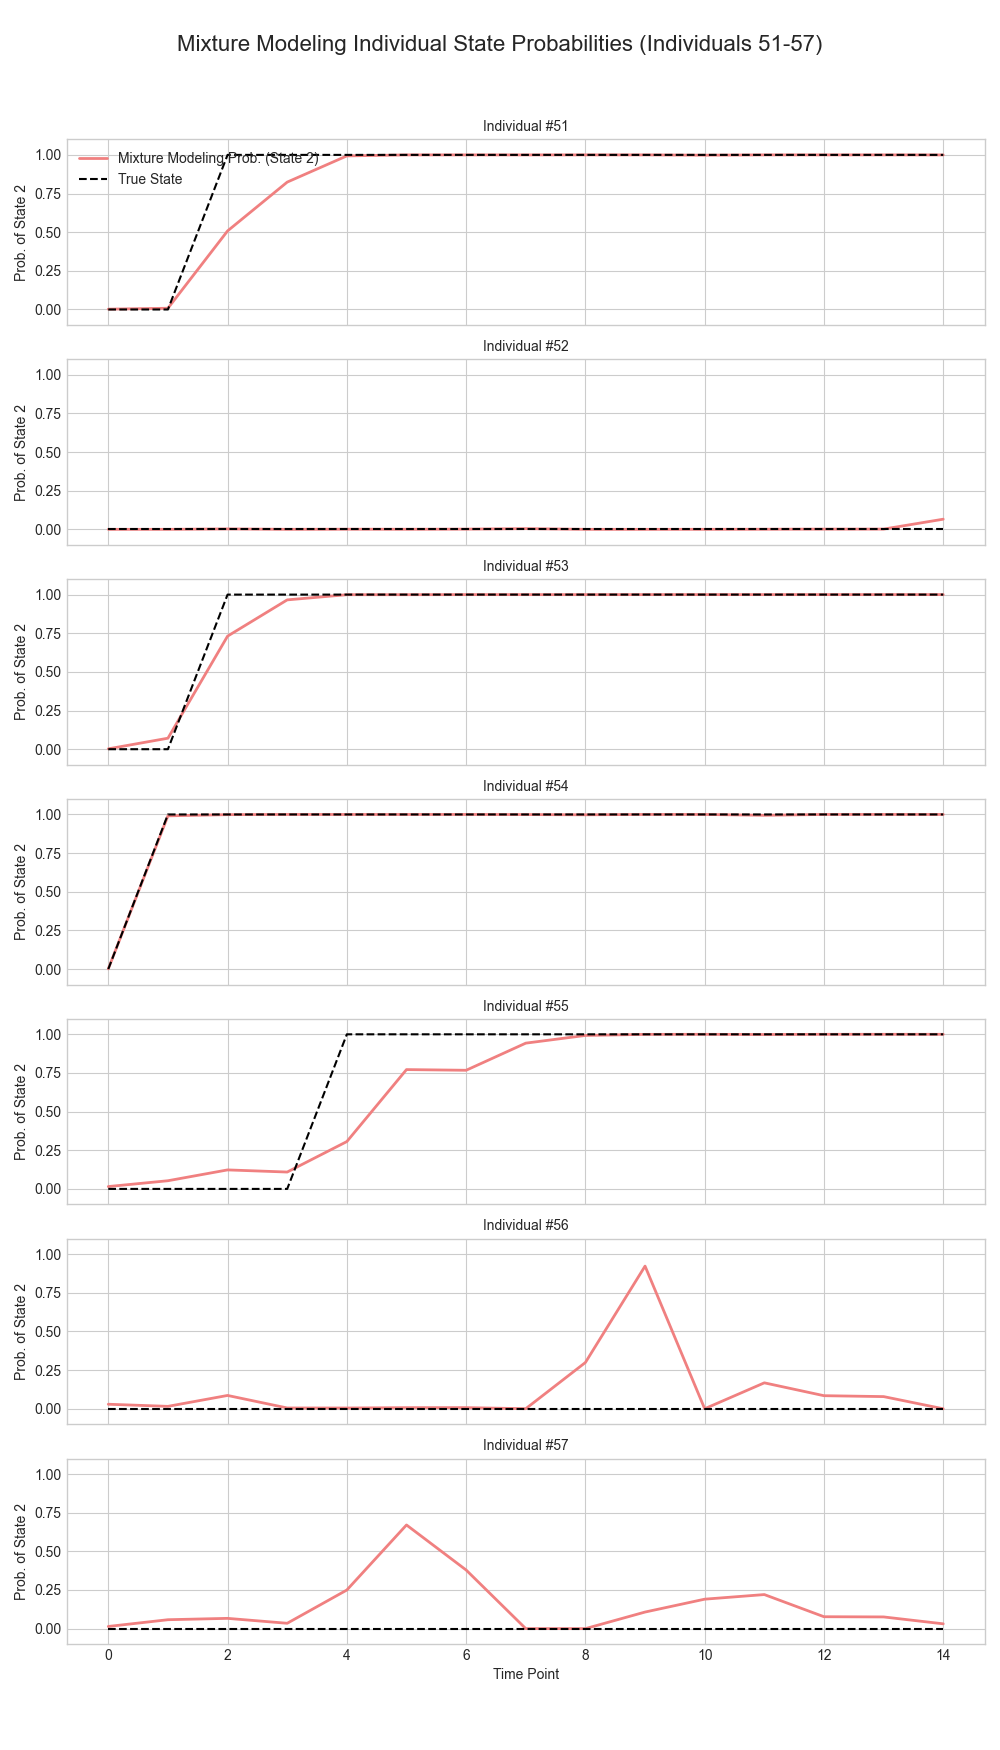 Mixture Modeling Individual State Probabilities (Individuals 51-57)
Individual #51
Mixture Modeling Prob. (State 2)
True State
1.00
0.75
0.50
0.25
0.00
Prob. of State 2
Individual #52
1.00
0.75
0.50
0.25
0.00
Prob. of State 2
Individual #53
1.00
0.75
0.50
0.25
0.00
Prob. of State 2
Individual #54
1.00
0.75
0.50
0.25
0.00
Prob. of State 2
Individual #55
1.00
0.75
0.50
0.25
0.00
Prob. of State 2
Individual #56
1.00
0.75
0.50
0.25
0.00
Prob. of State 2
Individual #57
1.00
0.75
0.50
0.25
0.00
Prob. of State 2
0 2 4 6 8 10 12 14
Time Point